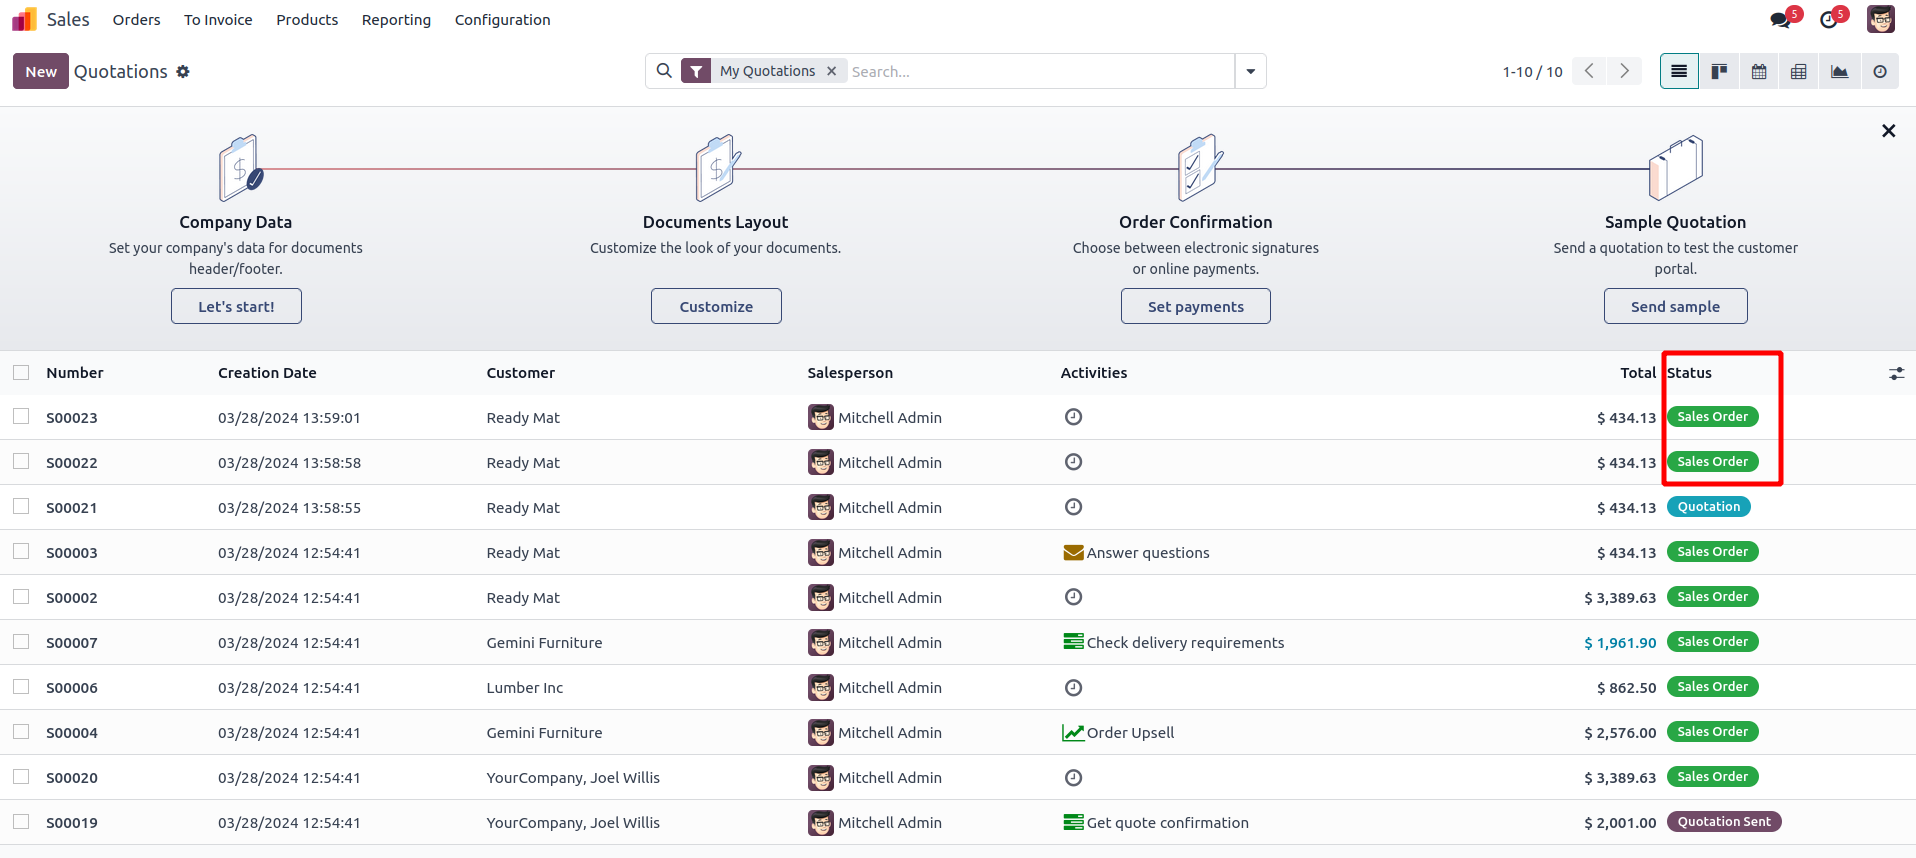 Sales Orders To Invoice Products Reporting Configuration 5 5
New Quotations My Quotations Search... 1-10 / 10
Company Data Documents Layout Order Confirmation Sample Quotation
Set your company's data for documents Customize the look of your documents. Choose between electronic signatures Send a quotation to test the customer
header/footer. or online payments. portal.
Let's start! Customize Set payments Send sample
Number Creation Date Customer Salesperson Activities Total Status
S00023 03/28/2024 13:59:01 Ready Mat Mitchell Admin $ 434.13 Sales Order
S00022 03/28/2024 13:58:58 Ready Mat Mitchell Admin $ 434.13 Sales Order
S00021 03/28/2024 13:58:55 Ready Mat Mitchell Admin $ 434.13 Quotation
S00003 03/28/2024 12:54:41 Ready Mat Mitchell Admin Answer questions $ 434.13 Sales Order
S00002 03/28/2024 12:54:41 Ready Mat Mitchell Admin $ 3,389.63 Sales Order
S00007 03/28/2024 12:54:41 Gemini Furniture Mitchell Admin Check delivery requirements $ 1,961.90 Sales Order
S00006 03/28/2024 12:54:41 Lumber Inc Mitchell Admin $ 862.50 Sales Order
S00004 03/28/2024 12:54:41 Gemini Furniture Mitchell Admin Order Upsell $ 2,576.00 Sales Order
S00020 03/28/2024 12:54:41 YourCompany, Joel Willis Mitchell Admin $ 3,389.63 Sales Order
S00019 03/28/2024 12:54:41 YourCompany, Joel Willis Mitchell Admin Get quote confirmation $ 2,001.00 Quotation Sent